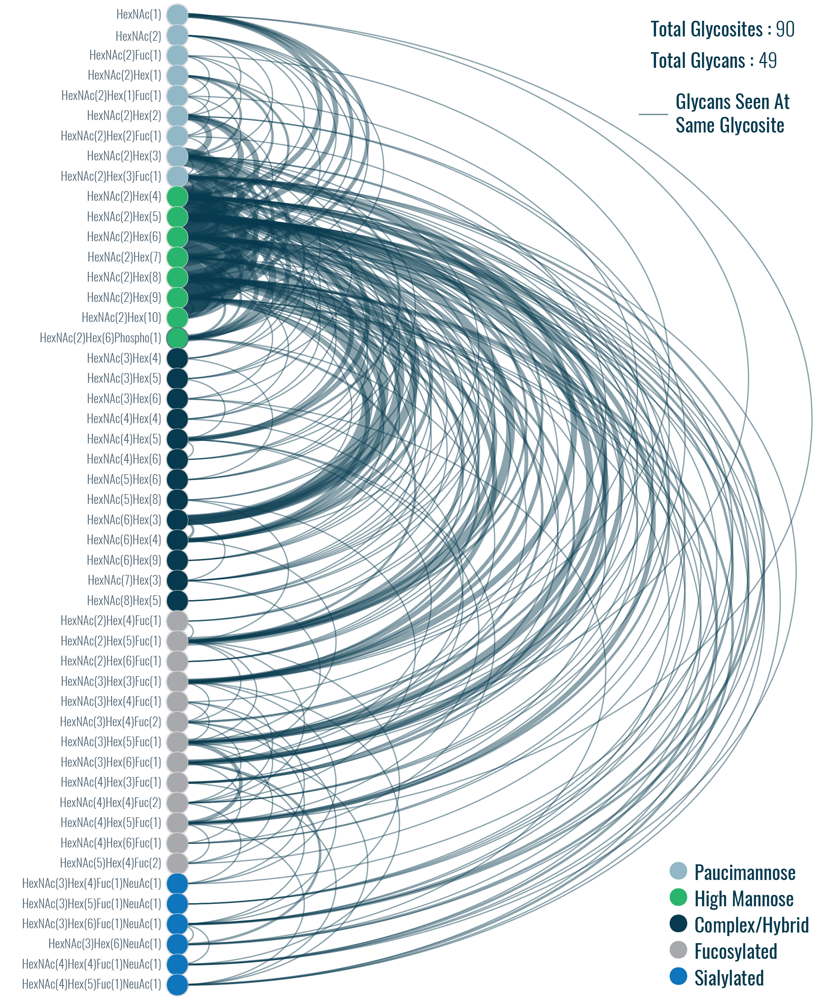 HexNAc(1)
HexNAc(2)
HexNAc(2)Fuc(1)
HexNAc(2)Hex(1)
HexNAc(2)Hex(1)Fuc(1)
HexNAc(2)Hex(2)
HexNAc(2)Hex(2)Fuc(1)
HexNAc(2)Hex(3)
HexNAc(2)Hex(3)Fuc(1)
HexNAc(2)Hex(4)
HexNAc(2)Hex(5)
HexNAc(2)Hex(6)
HexNAc(2)Hex(7)
HexNAc(2)Hex(8)
HexNAc(2)Hex(9)
HexNAc(2)Hex(10)
HexNAc(2)Hex(6)Phospho(1)
HexNAc(3)Hex(4)
HexNAc(3)Hex(5)
HexNAc(3)Hex(6)
HexNAc(4)Hex(4)
HexNAc(4)Hex(5)
HexNAc(4)Hex(6)
HexNAc(5)Hex(6)
HexNAc(5)Hex(8)
HexNAc(6)Hex(3)
HexNAc(6)Hex(4)
HexNAc(6)Hex(9)
HexNAc(7)Hex(3)
HexNAc(8)Hex(5)
HexNAc(2)Hex(4)Fuc(1)
HexNAc(2)Hex(5)Fuc(1)
HexNAc(2)Hex(6)Fuc(1)
HexNAc(3)Hex(3)Fuc(1)
HexNAc(3)Hex(4)Fuc(1)
HexNAc(3)Hex(4)Fuc(2)
HexNAc(3)Hex(5)Fuc(1)
HexNAc(3)Hex(6)Fuc(1)
HexNAc(4)Hex(3)Fuc(1)
HexNAc(4)Hex(4)Fuc(2)
HexNAc(4)Hex(5)Fuc(1)
HexNAc(4)Hex(6)Fuc(1)
HexNAc(5)Hex(4)Fuc(2)
HexNAc(3)Hex(4)Fuc(1)NeuAc(1)
HexNAc(3)Hex(5)Fuc(1)NeuAc(1)
HexNAc(3)Hex(6)Fuc(1)NeuAc(1)
HexNAc(3)Hex(6)NeuAc(1)
HexNAc(4)Hex(4)Fuc(1)NeuAc(1)
HexNAc(4)Hex(5)Fuc(1)NeuAc(1)
Total Glycosites : 90
Total Glycans : 49
Glycans Seen At
Same Glycosite
Paucimannose
High Mannose
Complex/Hybrid
Fucosylated
Sialylated